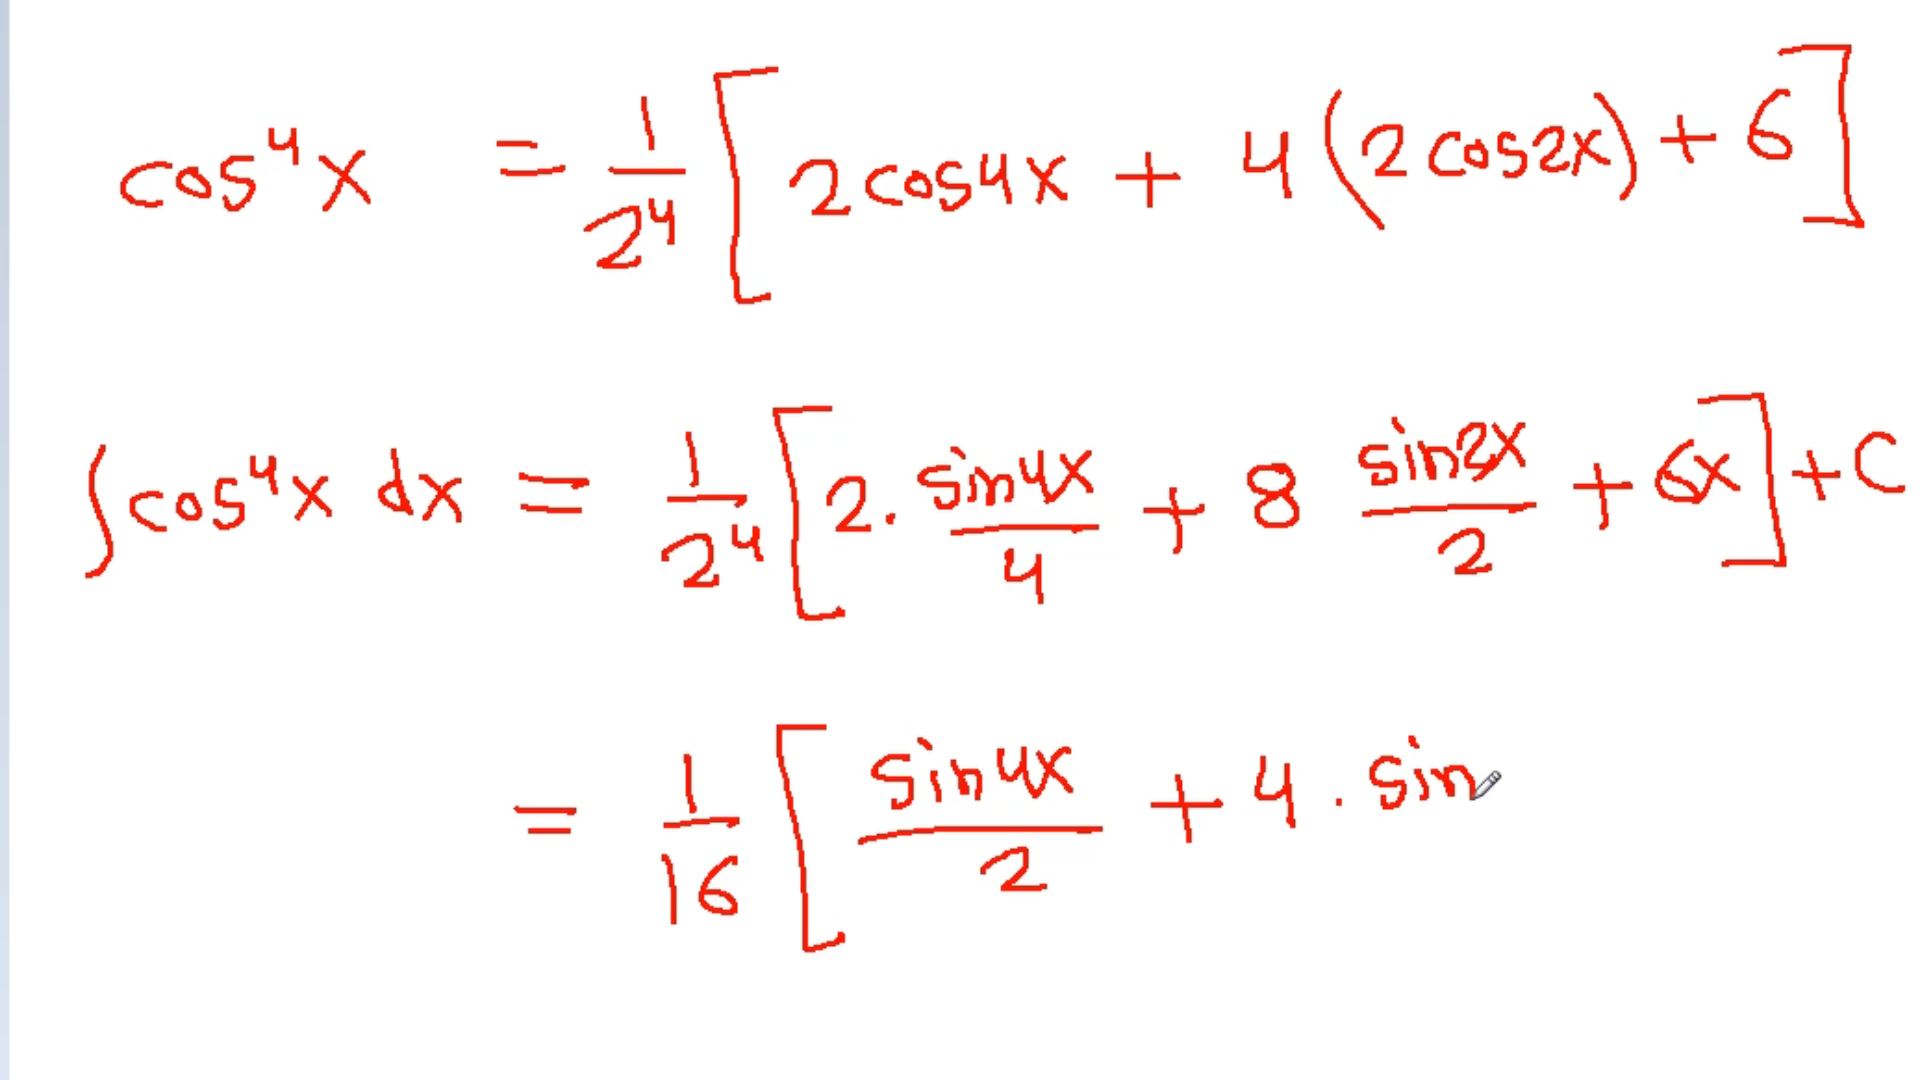 cos⁴x = 1/2⁴ [2cos4x + 4(2cos2x) + 6]
∫cos⁴x dx = 1/2⁴ [2. sin4x/4 + 8 sin2x/2 + 6x] + C
= 1/16 [sin4x/2 + 4 . sin